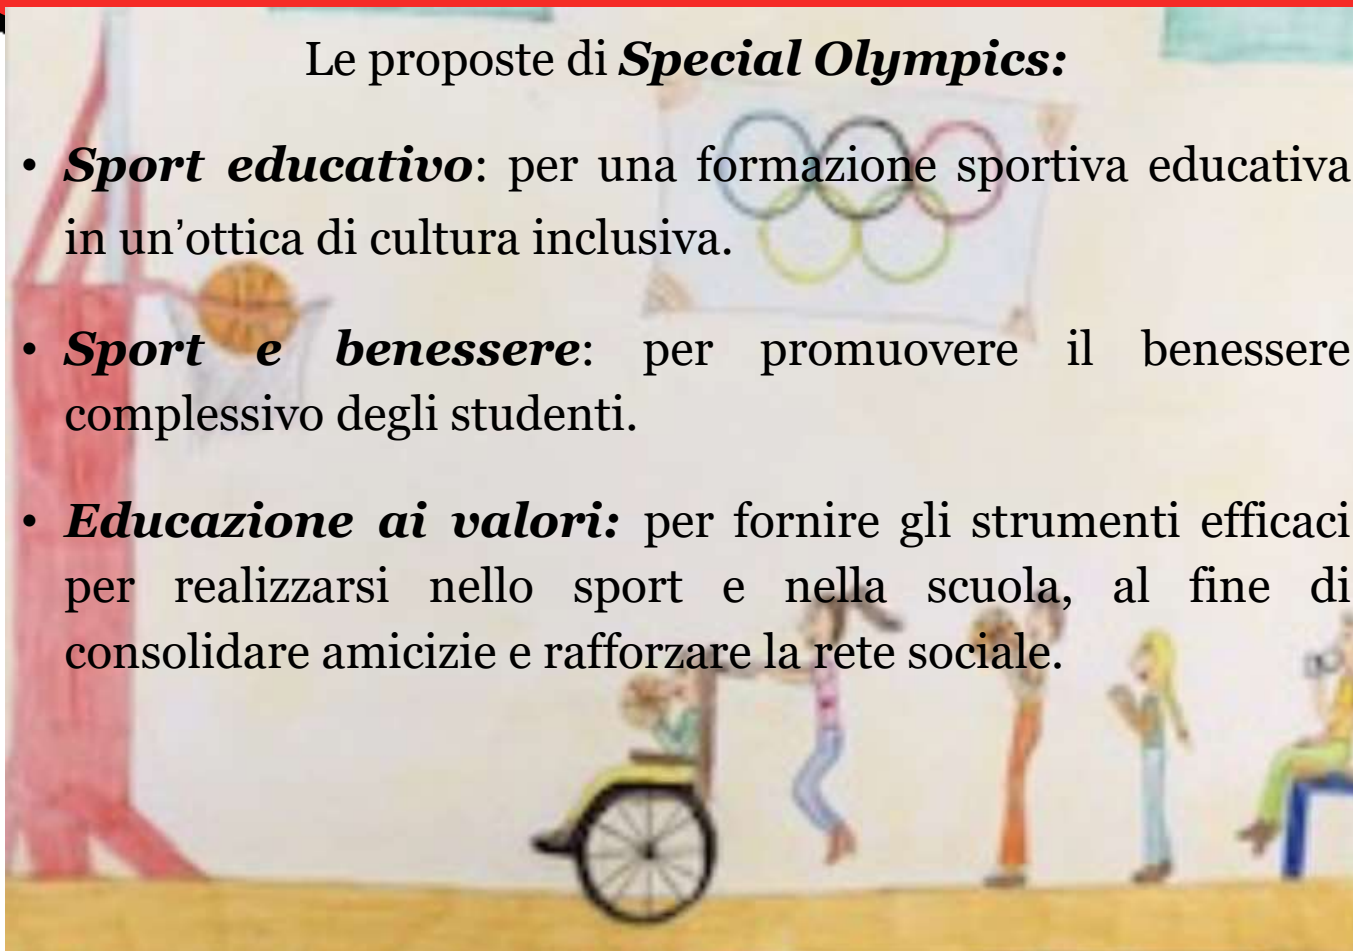 Le proposte di Special Olympics:
• Sport educativo: per una formazione sportiva educativa
in un’ottica di cultura inclusiva.
• Sport e benessere: per promuovere il benessere
complessivo degli studenti.
• Educazione ai valori: per fornire gli strumenti efficaci
per realizzarsi nello sport e nella scuola, al fine di
consolidare amicizie e rafforzare la rete sociale.